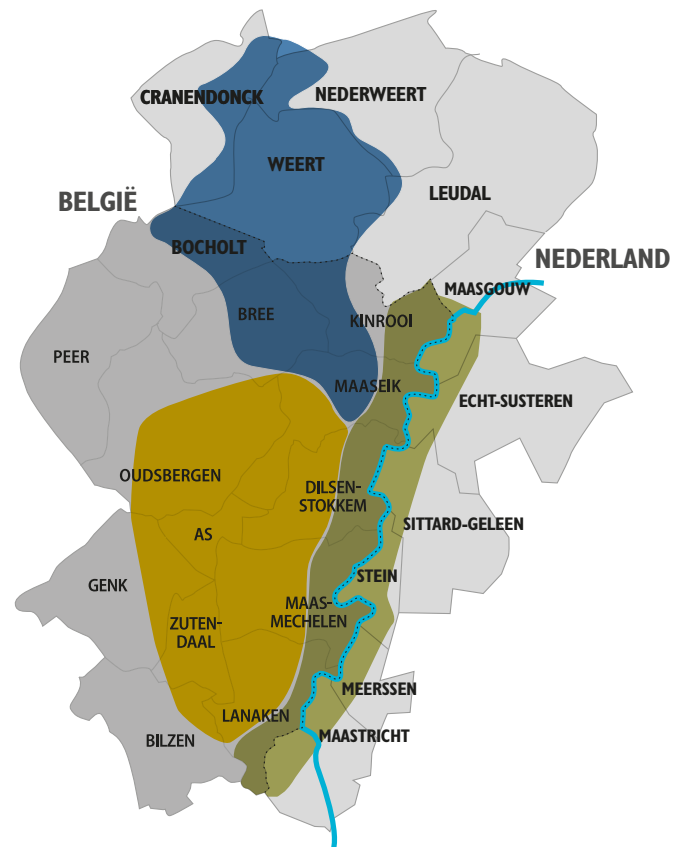 CRANENDONCK
NEDERWEERT
WEERT
LEUDAL
BELGIË
BOCHOLT
NEDERLAND
MAASGOUW
BREE
KINROOI
PEER
MAASEIK
ECHT-SUSTEREN
OUDSBERGEN
DILSEN-
STOKKEM
SITTARD-GELEEN
AS
STEIN
GENK
MAAS-
MECHELEN
ZUTEN-
DAAL
MEERSSEN
LANAKEN
MAASTRICHT
BILZEN